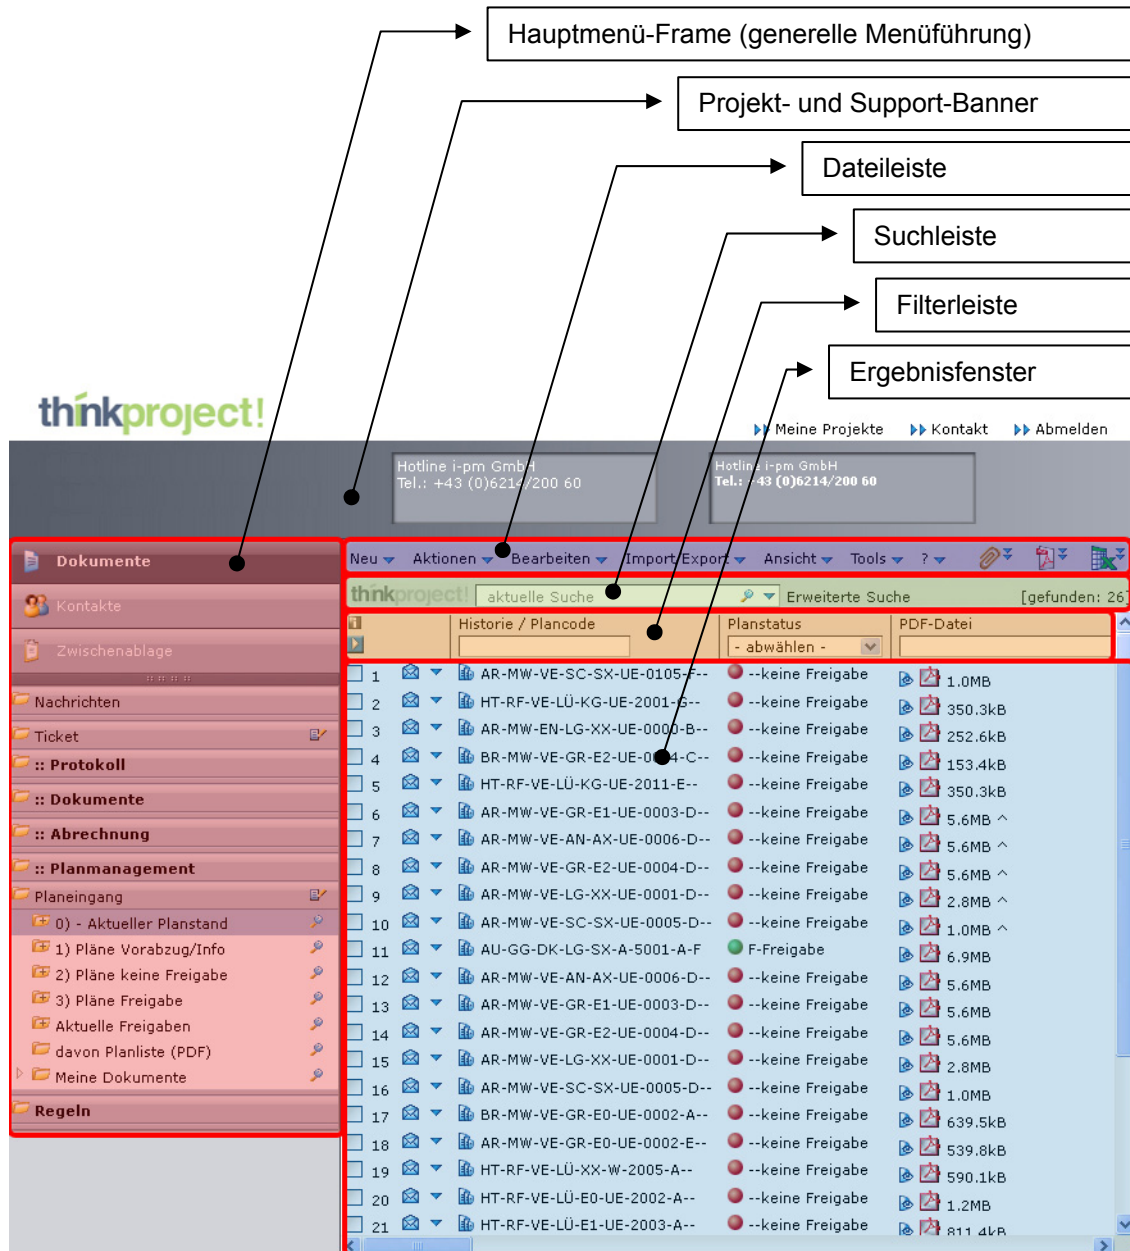 Hauptmenü-Frame (generelle Menüführung)
Projekt- und Support-Banner
Dateileiste
Suchleiste
Filterleiste
Ergebnisfenster
thinkproject!
Meine Projekte Kontakt Abmelden
Hotline i-pm GmbH
Tel.: +43 (0)6214/200 60
Hotline i-pm GmbH
Tel.: +43 (0)6214/200 60
Dokumente
Kontakte
Zwischenablage
Nachrichten
Ticket
:: Protokoll
:: Dokumente
:: Abrechnung
:: Planmanagement
Planeingang
0) - Aktueller Planstand
1) Pläne Vorabzug/Info
2) Pläne keine Freigabe
3) Pläne Freigabe
Aktuelle Freigaben
davon Planliste (PDF)
Meine Dokumente
Regeln
Neu Aktionen Bearbeiten Import/Export Ansicht Tools ?
thinkproject! aktuelle Suche Erweiterte Suche [gefunden: 26]
Historie / Plancode Planstatus PDF-Datei
- abwählen -
1 AR-MW-VE-SC-SX-UE-0105-F-- --keine Freigabe 1.0MB
2 HT-RF-VE-LÜ-KG-UE-2001-G-- --keine Freigabe 350.3kB
3 AR-MW-EN-LG-XX-UE-0000-B-- --keine Freigabe 252.6kB
4 BR-MW-VE-GR-E2-UE-0004-C-- --keine Freigabe 153.4kB
5 HT-RF-VE-LÜ-KG-UE-2011-E-- --keine Freigabe 350.3kB
6 AR-MW-VE-GR-E1-UE-0003-D-- --keine Freigabe 5.6MB ^
7 AR-MW-VE-AN-AX-UE-0006-D-- --keine Freigabe 5.6MB ^
8 AR-MW-VE-GR-E2-UE-0004-D-- --keine Freigabe 5.6MB ^
9 AR-MW-VE-LG-XX-UE-0001-D-- --keine Freigabe 2.8MB ^
10 AR-MW-VE-SC-SX-UE-0005-D-- --keine Freigabe 1.0MB ^
11 AU-GG-DK-LG-SX-A-5001-A-F F-Freigabe 6.9MB
12 AR-MW-VE-AN-AX-UE-0006-D-- --keine Freigabe 5.6MB
13 AR-MW-VE-GR-E1-UE-0003-D-- --keine Freigabe 5.6MB
14 AR-MW-VE-GR-E2-UE-0004-D-- --keine Freigabe 5.6MB
15 AR-MW-VE-LG-XX-UE-0001-D-- --keine Freigabe 2.8MB
16 AR-MW-VE-SC-SX-UE-0005-D-- --keine Freigabe 1.0MB
17 BR-MW-VE-GR-E0-UE-0002-A-- --keine Freigabe 639.5kB
18 AR-MW-VE-GR-E0-UE-0002-E-- --keine Freigabe 539.8kB
19 HT-RF-VE-LÜ-XX-W-2005-A-- --keine Freigabe 590.1kB
20 HT-RF-VE-LÜ-E0-UE-2002-A-- --keine Freigabe 1.2MB
21 HT-RF-VE-LÜ-E1-UE-2003-A-- --keine Freigabe 811.4kB